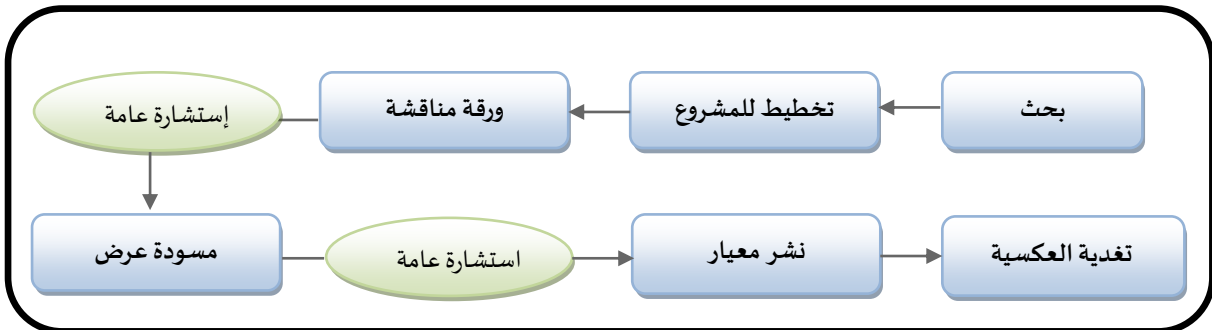 بحث
تخطيط للمشروع
ورقة مناقشة
إستشارة عامة
مسودة عرض
استشارة عامة
نشر معيار
تغدية العكسية